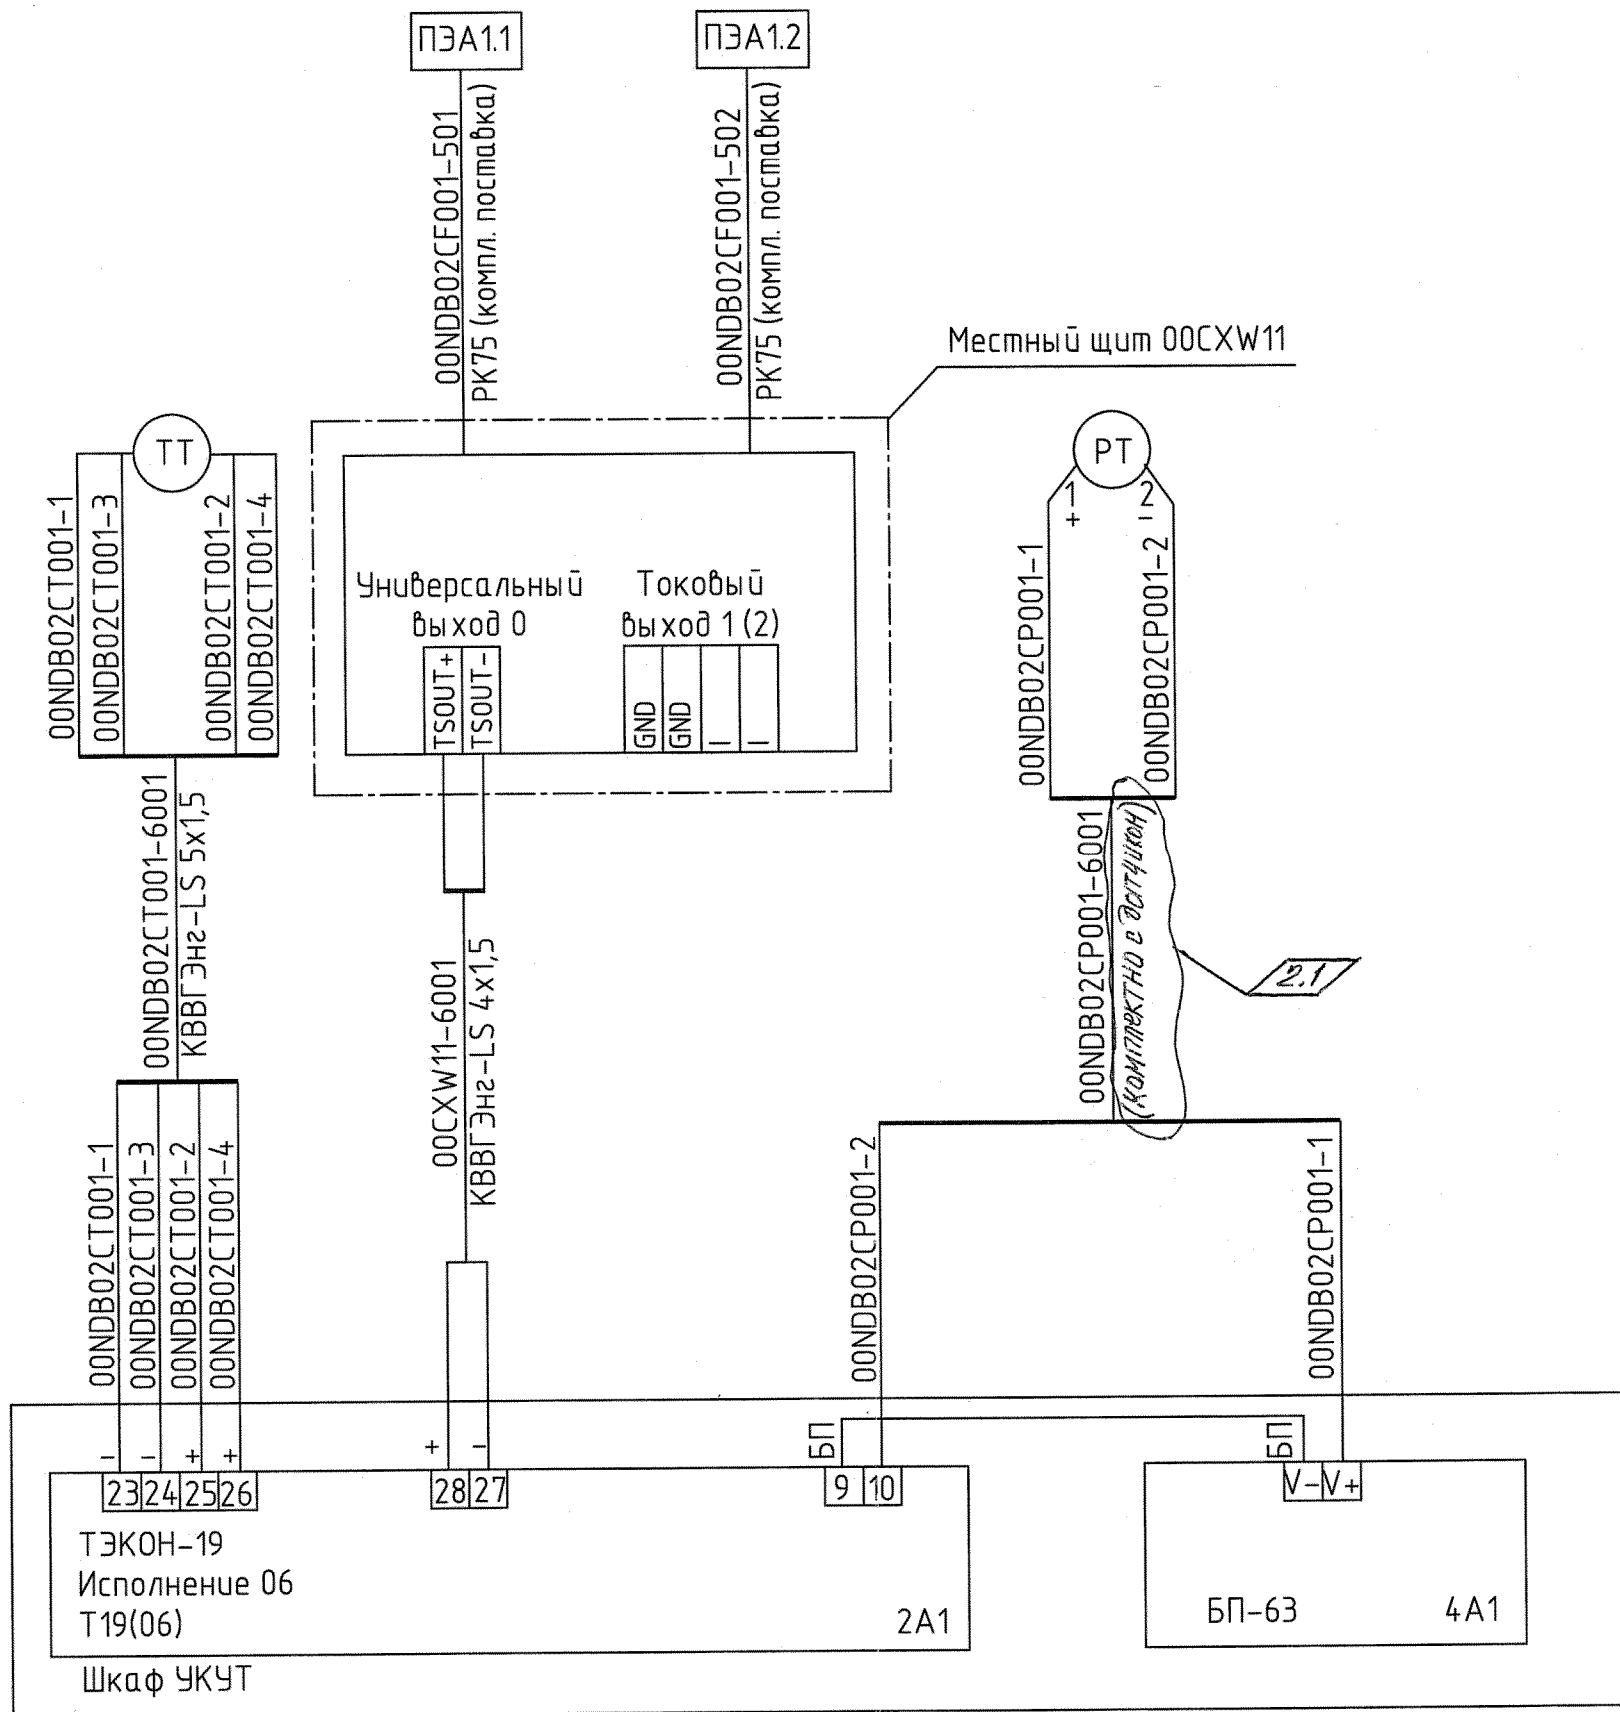 ПЭА1.1
ПЭА1.2
00NDB02CF001-501
РК75 (компл. поставка)
00NDB02CF001-502
РК75 (компл. поставка)
Местный щит 00CXW11
ТТ
РТ
1
+
2
-
00NDB02CT001-1
00NDB02CT001-3
00NDB02CT001-2
00NDB02CT001-4
Универсальный
выход 0
Токовый
выход 1 (2)
TSOUT+
TSOUT-
GND
GND
I
I
00NDB02CP001-1
00NDB02CP001-2
00NDB02CT001-6001
КВВГЭнг-LS 5х1,5
00CXW11-6001
КВВГЭнг-LS 4х1,5
00NDB02CP001-6001
(комплектно с датчиком)
2.1
00NDB02CT001-1
00NDB02CT001-3
00NDB02CT001-2
00NDB02CT001-4
00NDB02CP001-2
00NDB02CP001-1
- - + +
+ -
БП
БП
23 24 25 26
28 27
9 10
V- V+
ТЭКОН-19
Исполнение 06
Т19(06)
2А1
БП-63
4А1
Шкаф УКУТ